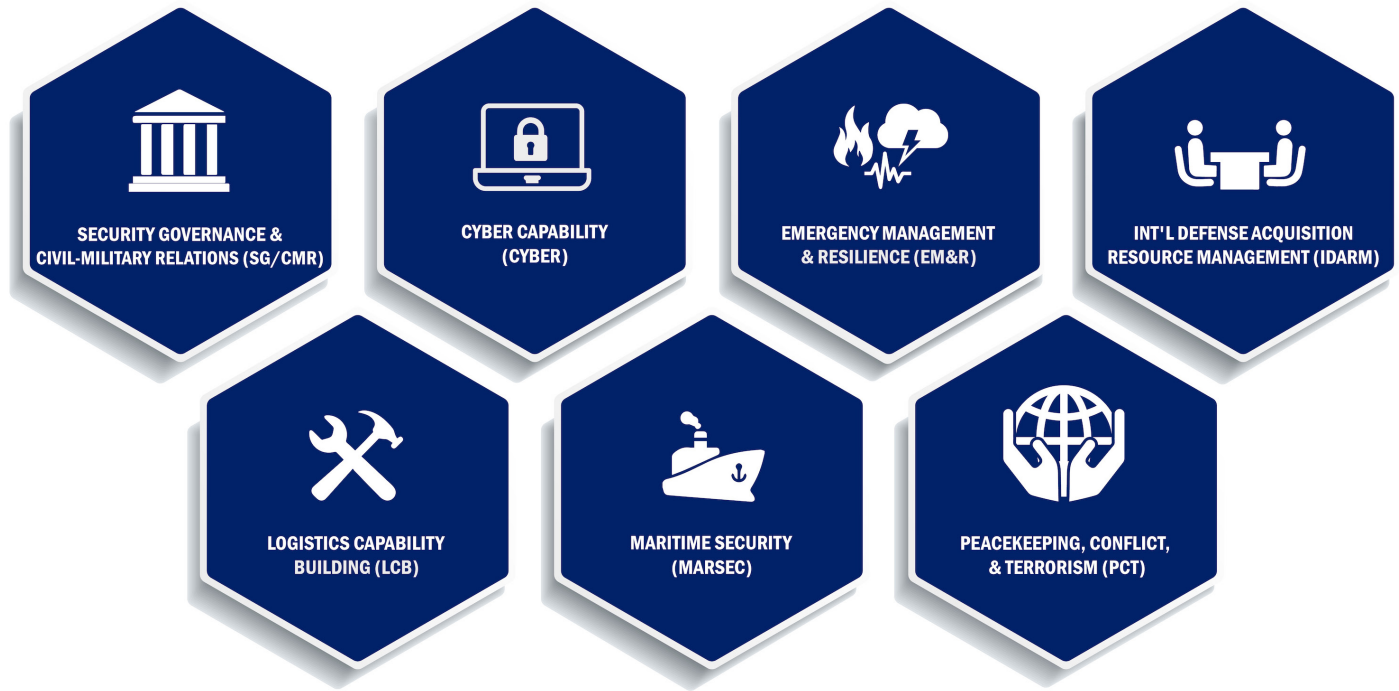 SECURITY GOVERNANCE &
CIVIL-MILITARY RELATIONS (SG/CMR)
CYBER CAPABILITY
(CYBER)
EMERGENCY MANAGEMENT
& RESILIENCE (EM&R)
INT'L DEFENSE ACQUISITION
RESOURCE MANAGEMENT (IDARM)
LOGISTICS CAPABILITY
BUILDING (LCB)
MARITIME SECURITY
(MARSEC)
PEACEKEEPING, CONFLICT,
& TERRORISM (PCT)